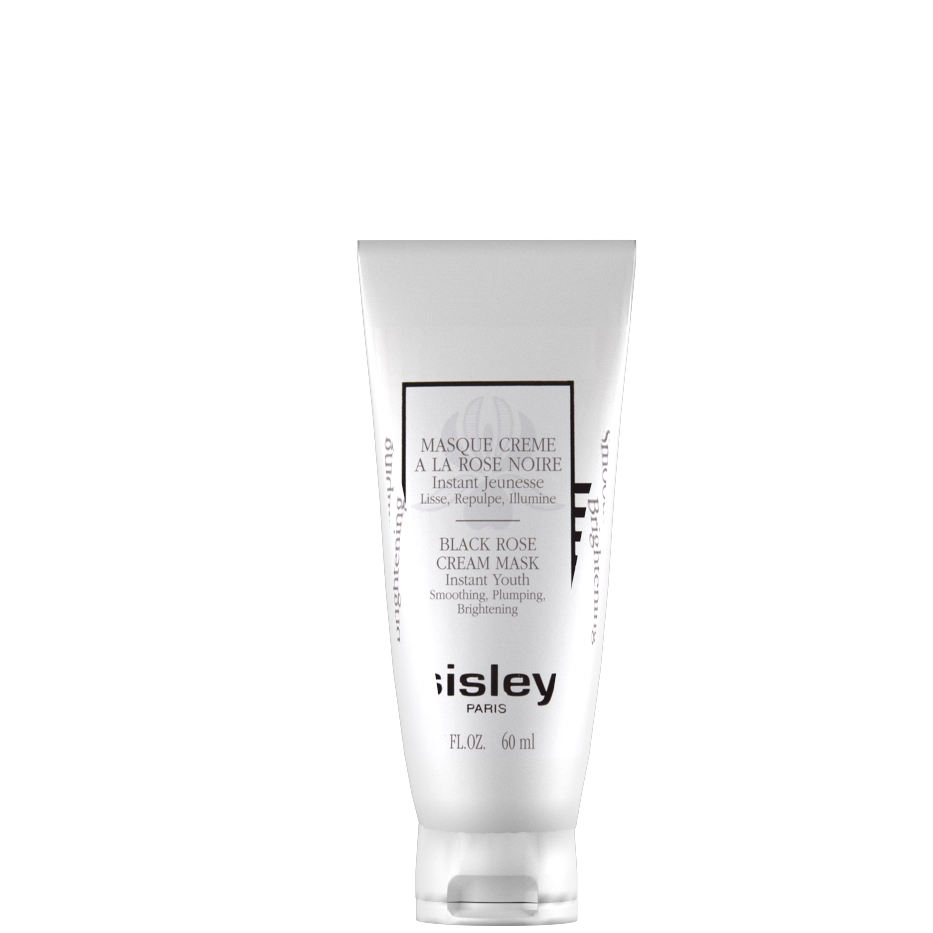 MASQUE CREME
A LA ROSE NOIRE
Instant Jeunesse
Lisse, Repulpe, Illumine
BLACK ROSE
CREAM MASK
Instant Youth
Smoothing, Plumping,
Brightening
sisley
PARIS
FL.OZ. 60 ml
Brightening